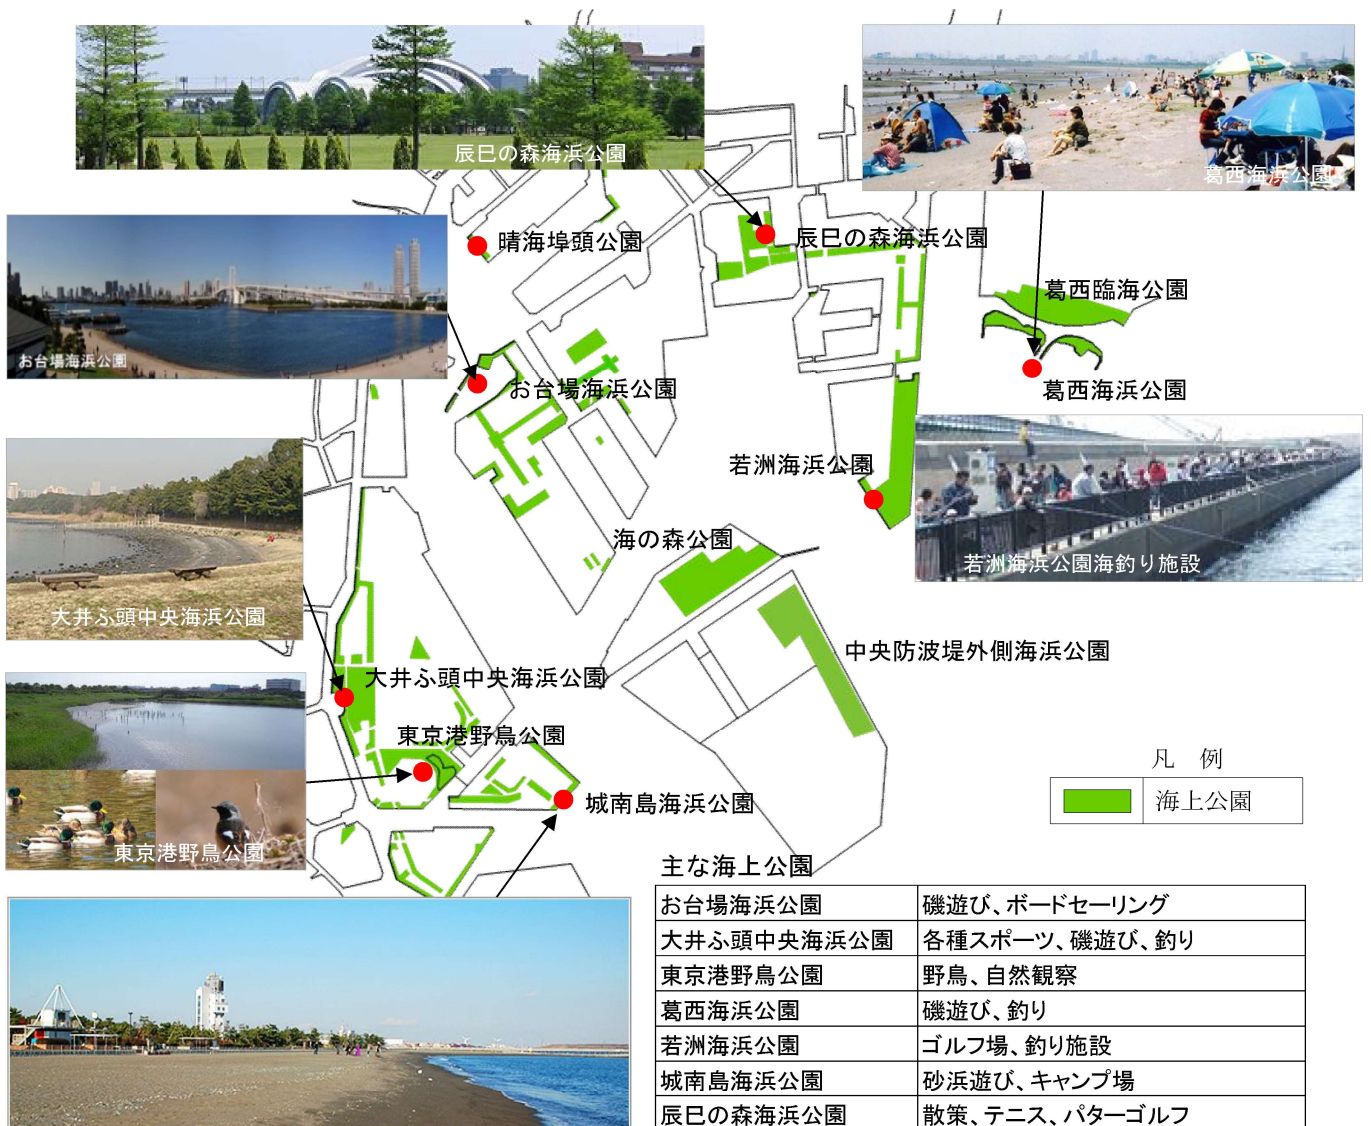 辰巳の森海浜公園
葛西海浜公園
晴海埠頭公園
辰巳の森海浜公園
葛西臨海公園
お台場海浜公園
お台場海浜公園
葛西海浜公園
若洲海浜公園
海の森公園
若洲海浜公園海釣り施設
大井ふ頭中央海浜公園
中央防波堤外側海浜公園
大井ふ頭中央海浜公園
東京港野鳥公園
凡 例
海上公園
城南島海浜公園
東京港野鳥公園
主な海上公園
お台場海浜公園 磯遊び、ボードセーリング
大井ふ頭中央海浜公園 各種スポーツ、磯遊び、釣り
東京港野鳥公園 野鳥、自然観察
葛西海浜公園 磯遊び、釣り
若洲海浜公園 ゴルフ場、釣り施設
城南島海浜公園 砂浜遊び、キャンプ場
辰巳の森海浜公園 散策、テニス、パターゴルフ